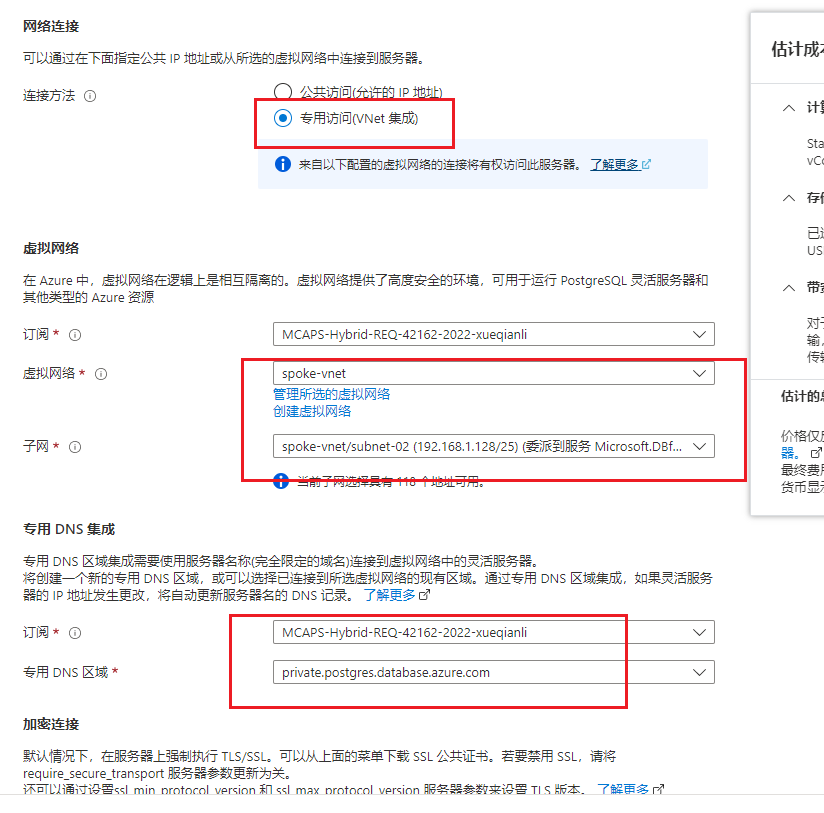 网络连接
可以通过在下面指定公共 IP 地址或从所选的虚拟网络中连接到服务器。
连接方法
公共访问(允许的 IP 地址)
专用访问(VNet 集成)
来自以下配置的虚拟网络的连接将有权访问此服务器。 了解更多
虚拟网络
在 Azure 中，虚拟网络在逻辑上是相互隔离的。虚拟网络提供了高度安全的环境，可用于运行 PostgreSQL 灵活服务器和
其他类型的 Azure 资源
订阅 * MCAPS-Hybrid-REQ-42162-2022-xueqianli
虚拟网络 * spoke-vnet
管理所选的虚拟网络
创建虚拟网络
子网 * spoke-vnet/subnet-02 (192.168.1.128/25) (委派到服务 Microsoft.DBf...
当前子网选择具有 118 个地址可用。
专用 DNS 集成
专用 DNS 区域集成需要使用服务器名称(完全限定的域名)连接到虚拟网络中的灵活服务器。
将创建一个新的专用 DNS 区域，或可以选择已连接到所选虚拟网络的现有区域。通过专用 DNS 区域集成，如果灵活服务
器的 IP 地址发生更改，将自动更新服务器名的 DNS 记录。 了解更多
订阅 * MCAPS-Hybrid-REQ-42162-2022-xueqianli
专用 DNS 区域 * private.postgres.database.azure.com
加密连接
默认情况下，在服务器上强制执行 TLS/SSL。可以从上面的菜单下载 SSL 公共证书。若要禁用 SSL，请将
require_secure_transport 服务器参数更新为关。
还可以通过设置ssl_min_protocol_version 和 ssl_max_protocol_version 服务器参数来设置 TLS 版本。 了解更多
估计成
计
Sta
vCo
存
已
US
带
对于
输，
传输
估计的总
价格仅
器。
最终费用
货币显示